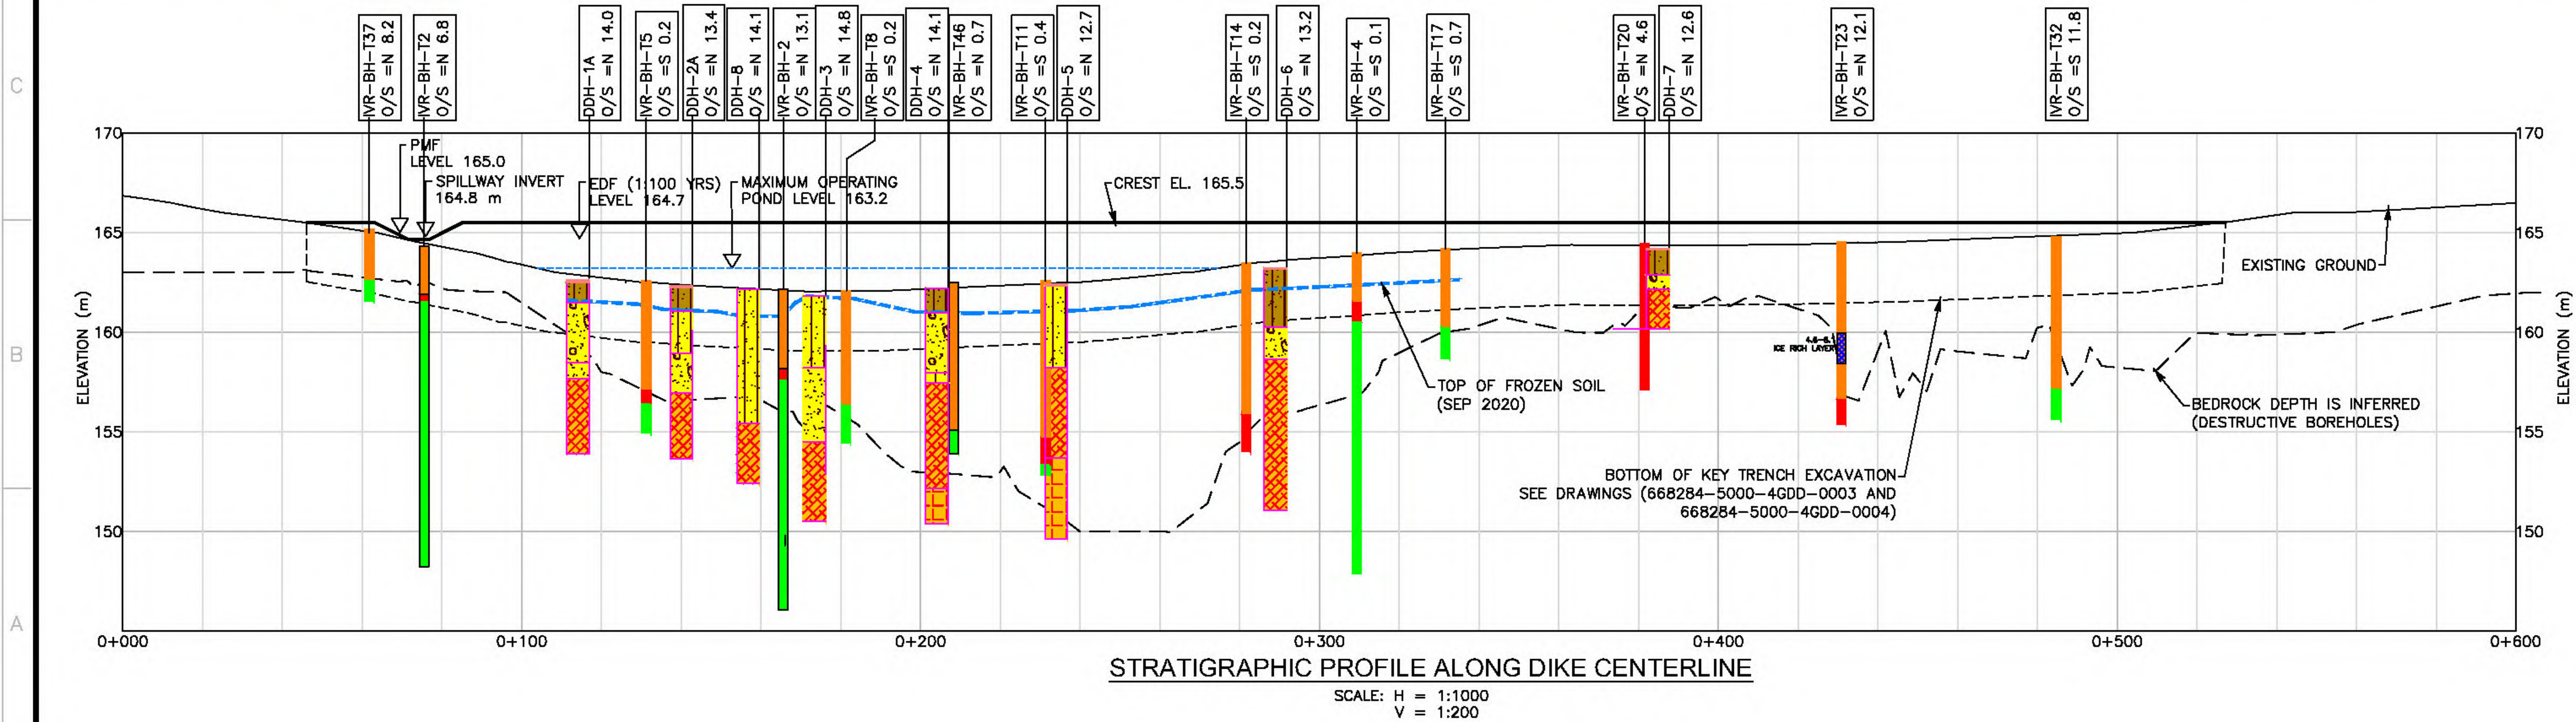 C
B
A
IVR-BH-T37
O/S =N 8.2
IVR-BH-T2
O/S =N 6.8
DDH-1A
O/S =N 14.0
IVR-BH-T5
O/S =S 0.2
DDH-2A
O/S =N 13.4
DDH-8
O/S =N 14.1
IVR-BH-2
O/S =N 13.1
DDH-3
O/S =N 14.8
IVR-BH-T8
O/S =S 0.2
DDH-4
O/S =N 14.1
IVR-BH-T46
O/S =N 0.7
IVR-BH-T11
O/S =S 0.4
DDH-5
O/S =N 12.7
IVR-BH-T14
O/S =S 0.2
DDH-6
O/S =N 13.2
IVR-BH-4
O/S =S 0.1
IVR-BH-T17
O/S =S 0.7
IVR-BH-T20
O/S =N 4.6
DDH-7
O/S =N 12.6
IVR-BH-T23
O/S =N 12.1
IVR-BH-T32
O/S =S 11.8
170
165
160
155
150
ELEVATION (m)
PMF
LEVEL 165.0
SPILLWAY INVERT
164.8 m
EDF (1:100 YRS)
LEVEL 164.7
MAXIMUM OPERATING
POND LEVEL 163.2
CREST EL. 165.5
EXISTING GROUND
ICE RICH LAYER
TOP OF FROZEN SOIL
(SEP 2020)
BEDROCK DEPTH IS INFERRED
(DESTRUCTIVE BOREHOLES)
BOTTOM OF KEY TRENCH EXCAVATION
SEE DRAWINGS (668284-5000-4GDD-0003 AND
668284-5000-4GDD-0004)
170
165
160
155
150
ELEVATION (m)
0+000
0+100
0+200
0+300
0+400
0+500
0+600
STRATIGRAPHIC PROFILE ALONG DIKE CENTERLINE
SCALE: H = 1:1000
V = 1:200